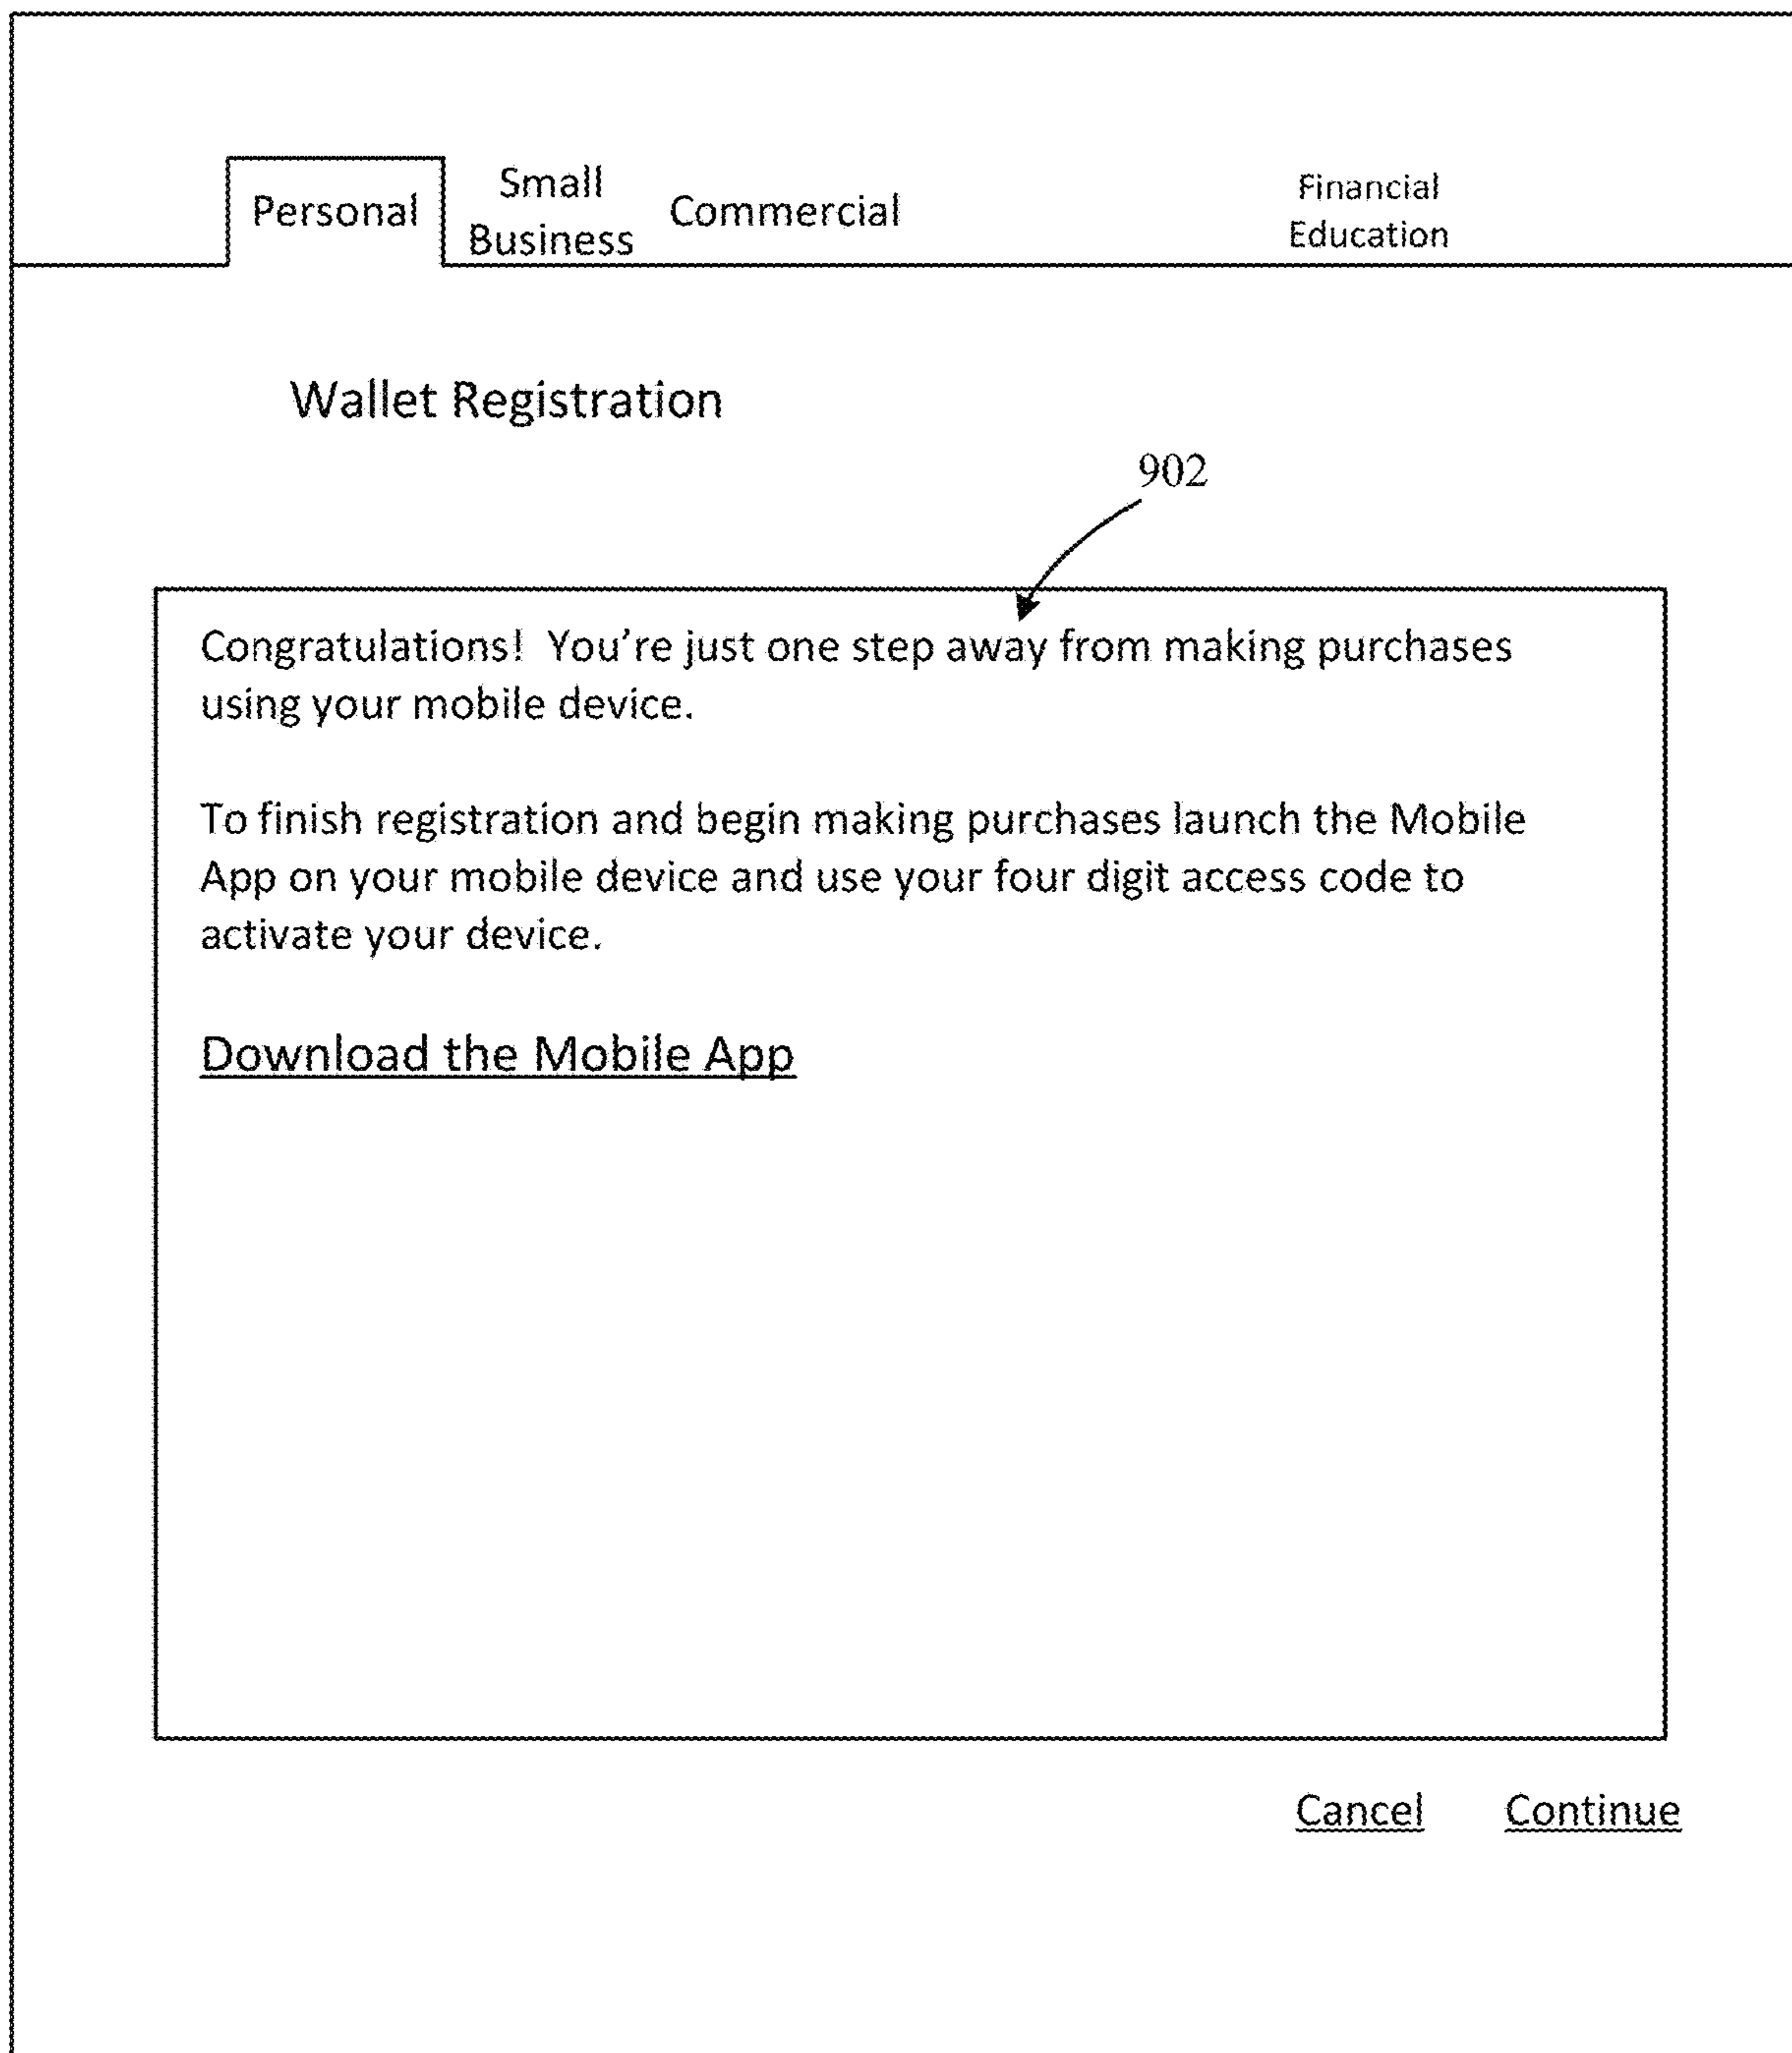 Personal
Small
Business
Commercial
Financial
Education
Wallet Registration
902
Congratulations!  You're just one step away from making purchases
using your mobile device.
To finish registration and begin making purchases launch the Mobile
App on your mobile device and use your four digit access code to
activate your device.
Download the Mobile App
Cancel
Continue